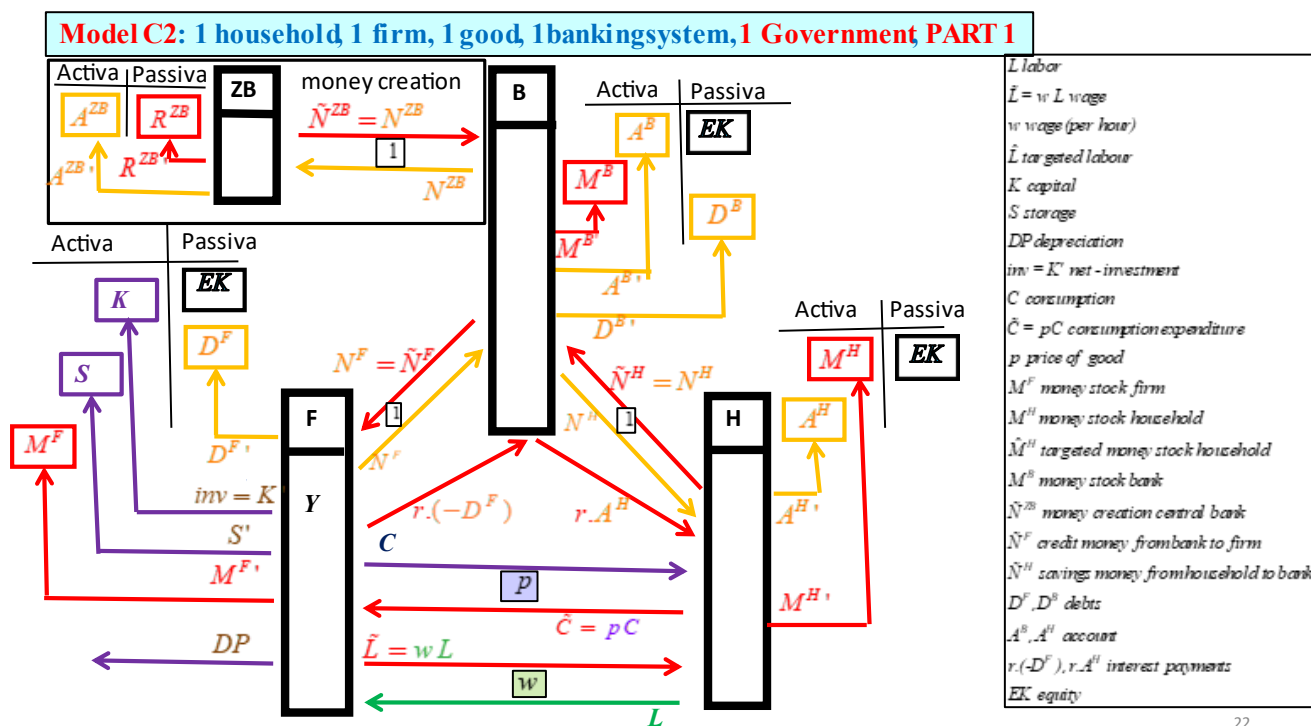 Model C2: 1 household, 1 firm, 1 good, 1bankingsystem, 1 Government, PART 1
Activa Passiva
ZB
money creation
A^{ZB}
R^{ZB}
Ñ^{ZB} = N^{ZB}
1
A^{ZB}'
R^{ZB}'
N^{ZB}
B
Activa Passiva
A^B
EK
M^B
D^B
M^B'
A^B'
D^B'
Activa Passiva
K
EK
D^F
S
M^F
N^F = Ñ^F
1
N^F
D^F'
F
Y
inv = K'
S'
M^F'
DP
Ñ^H = N^H
N^H
1
H
Activa Passiva
M^H
EK
A^H
A^H'
M^H'
r.(-D^F)
r.A^H
C
p
C̃ = pC
L̃ = w L
w
L
L labor
L̃ = w L wage
w wage (per hour)
L̂ targeted labour
K capital
S storage
DP depreciation
inv = K' net - investment
C consumption
C̃ = pC consumption expenditure
p price of good
M^F money stock firm
M^H money stock household
M̂^H targeted money stock household
M^B money stock bank
Ñ^{ZB} money creation central bank
Ñ^F credit money from bank to firm
Ñ^H savings money from household to bank
D^F, D^B debts
A^B, A^H account
r.(-D^F), r.A^H interest payments
EK equity
22